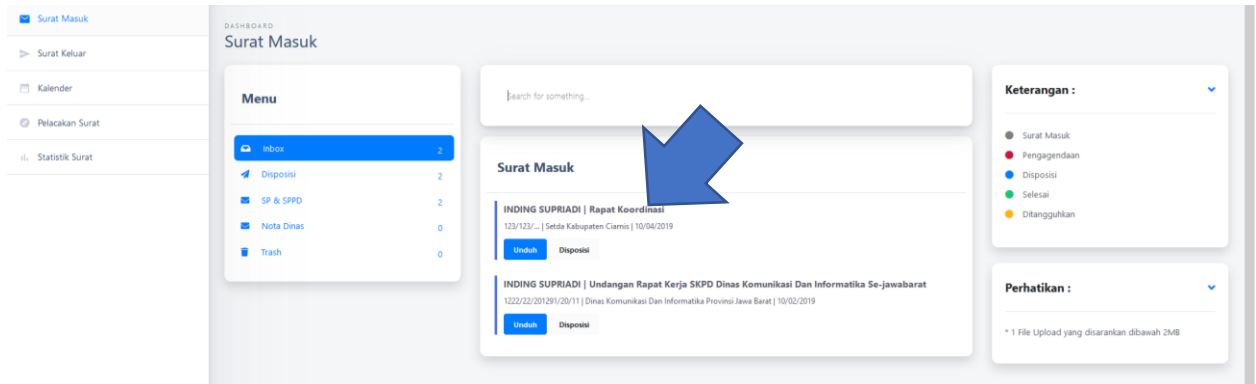 Surat Masuk
Surat Keluar
Kalender
Pelacakan Surat
Statistik Surat
DASHBOARD
Surat Masuk
Menu
Inbox 2
Disposisi 2
SP & SPPD 2
Nota Dinas 0
Trash 0
Search for something...
Surat Masuk
INDING SUPRIADI | Rapat Koordinasi
123/123/... | Setda Kabupaten Ciamis | 10/04/2019
Unduh Disposisi
INDING SUPRIADI | Undangan Rapat Kerja SKPD Dinas Komunikasi Dan Informatika Se-jawabarat
1222/22/201291/20/11 | Dinas Komunikasi Dan Informatika Provinsi Jawa Barat | 10/02/2019
Unduh Disposisi
Keterangan :
Surat Masuk
Pengagendaan
Disposisi
Selesai
Ditangguhkan
Perhatikan :
* 1 File Upload yang disarankan dibawah 2MB